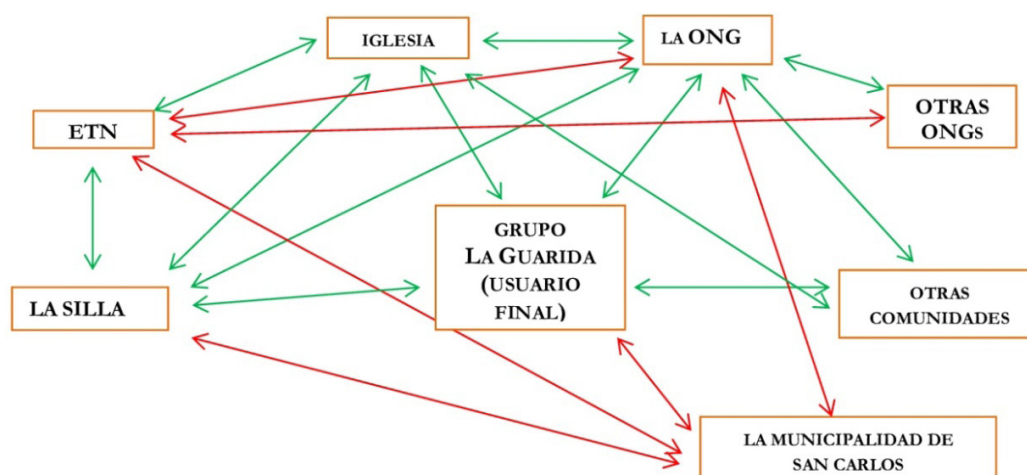 IGLESIA
LA ONG
ETN
OTRAS
ONGS
GRUPO
LA GUARIDA
(USUARIO
FINAL)
LA SILLA
OTRAS
COMUNIDADES
LA MUNICIPALIDAD DE
SAN CARLOS